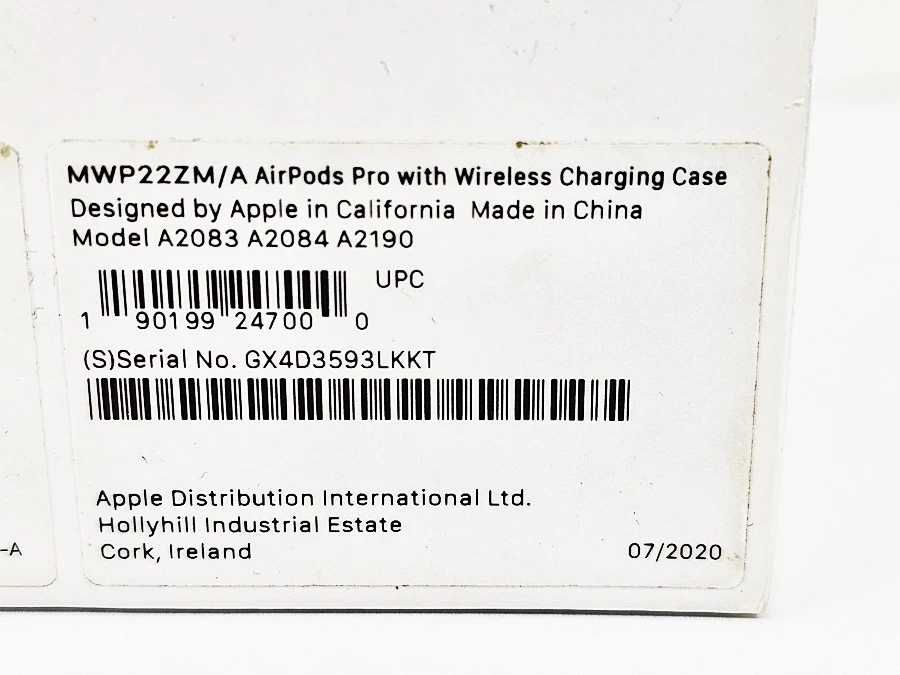 MWP22ZM/A AirPods Pro with Wireless Charging Case
Designed by Apple in California  Made in China
Model A2083 A2084 A2190
UPC
1 90199 24700 0
(S)Serial No. GX4D3593LKKT
Apple Distribution International Ltd.
Hollyhill Industrial Estate
Cork, Ireland
07/2020
-A